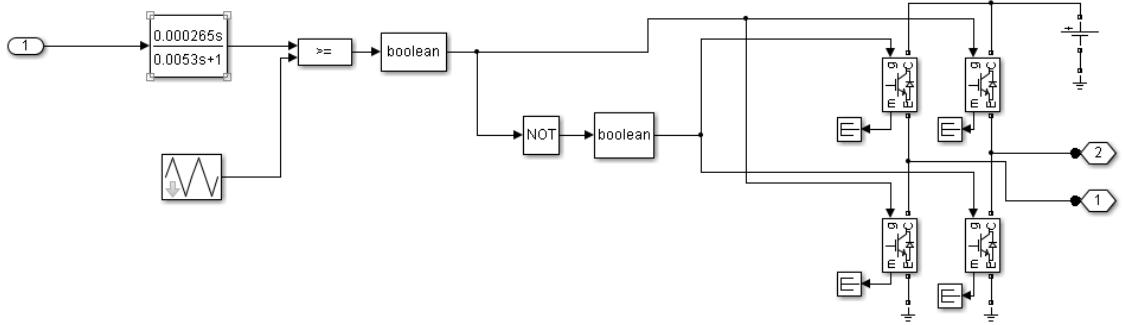 1
0.000265s
0.0053s+1
>=
boolean
NOT
boolean
+
g C
m E
g C
m E
2
1
g C
m E
g C
m E